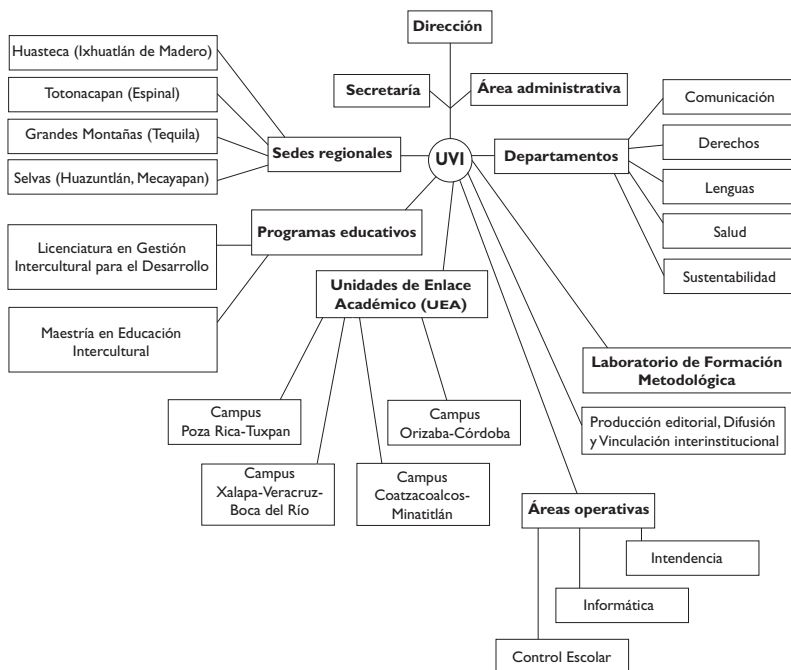 Dirección
Secretaría
Área administrativa
UVI
Sedes regionales
Huasteca (Ixhuatlán de Madero)
Totonacapan (Espinal)
Grandes Montañas (Tequila)
Selvas (Huazuntlán, Mecayapan)
Departamentos
Comunicación
Derechos
Lenguas
Salud
Sustentabilidad
Programas educativos
Licenciatura en Gestión
Intercultural para el Desarrollo
Maestría en Educación
Intercultural
Unidades de Enlace
Académico (UEA)
Campus
Poza Rica-Tuxpan
Campus
Xalapa-Veracruz-
Boca del Río
Campus
Coatzacoalcos-
Minatitlán
Campus
Orizaba-Córdoba
Laboratorio de Formación
Metodológica
Producción editorial, Difusión
y Vinculación interinstitucional
Áreas operativas
Intendencia
Informática
Control Escolar